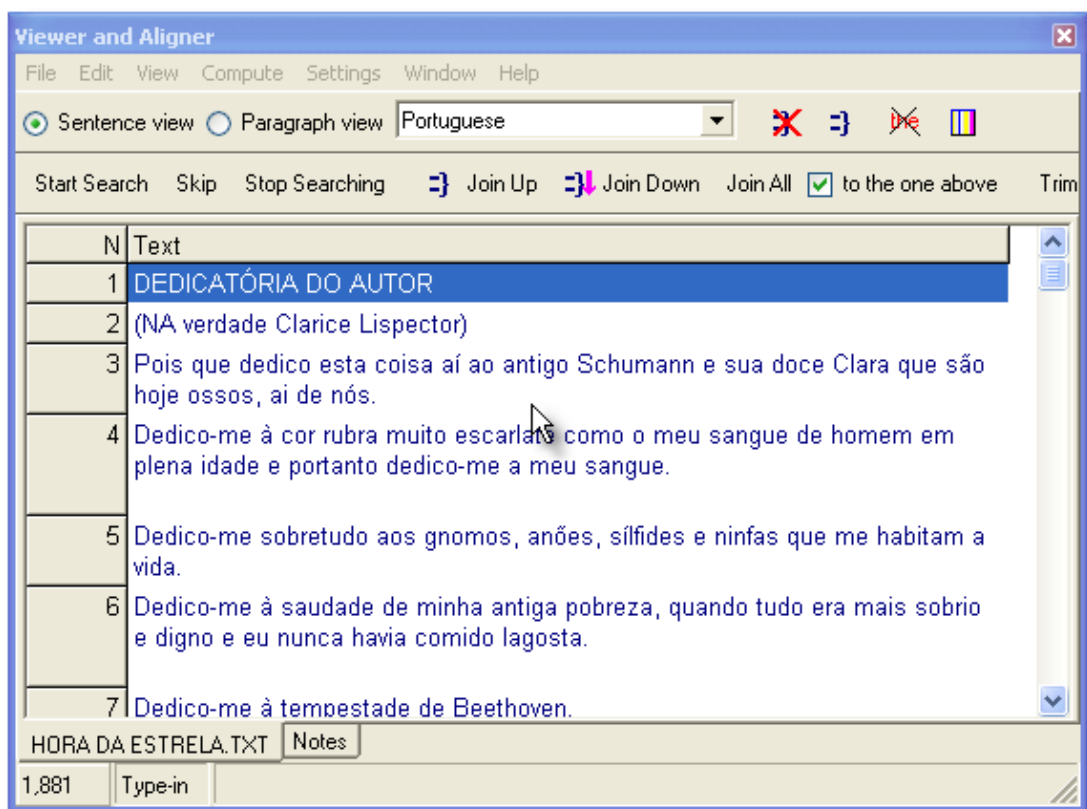 Viewer and Aligner
File Edit View Compute Settings Window Help
Sentence view Paragraph view Portuguese the
Start Search Skip Stop Searching Join Up Join Down Join All to the one above Trim
N Text
1 DEDICATÓRIA DO AUTOR
2 (NA verdade Clarice Lispector)
3 Pois que dedico esta coisa aí ao antigo Schumann e sua doce Clara que são
hoje ossos, ai de nós.
4 Dedico-me à cor rubra muito escarlate como o meu sangue de homem em
plena idade e portanto dedico-me a meu sangue.
5 Dedico-me sobretudo aos gnomos, anões, sílfides e ninfas que me habitam a
vida.
6 Dedico-me à saudade de minha antiga pobreza, quando tudo era mais sobrio
e digno e eu nunca havia comido lagosta.
7 Dedico-me à tempestade de Beethoven.
HORA DA ESTRELA.TXT Notes
1,881 Type-in